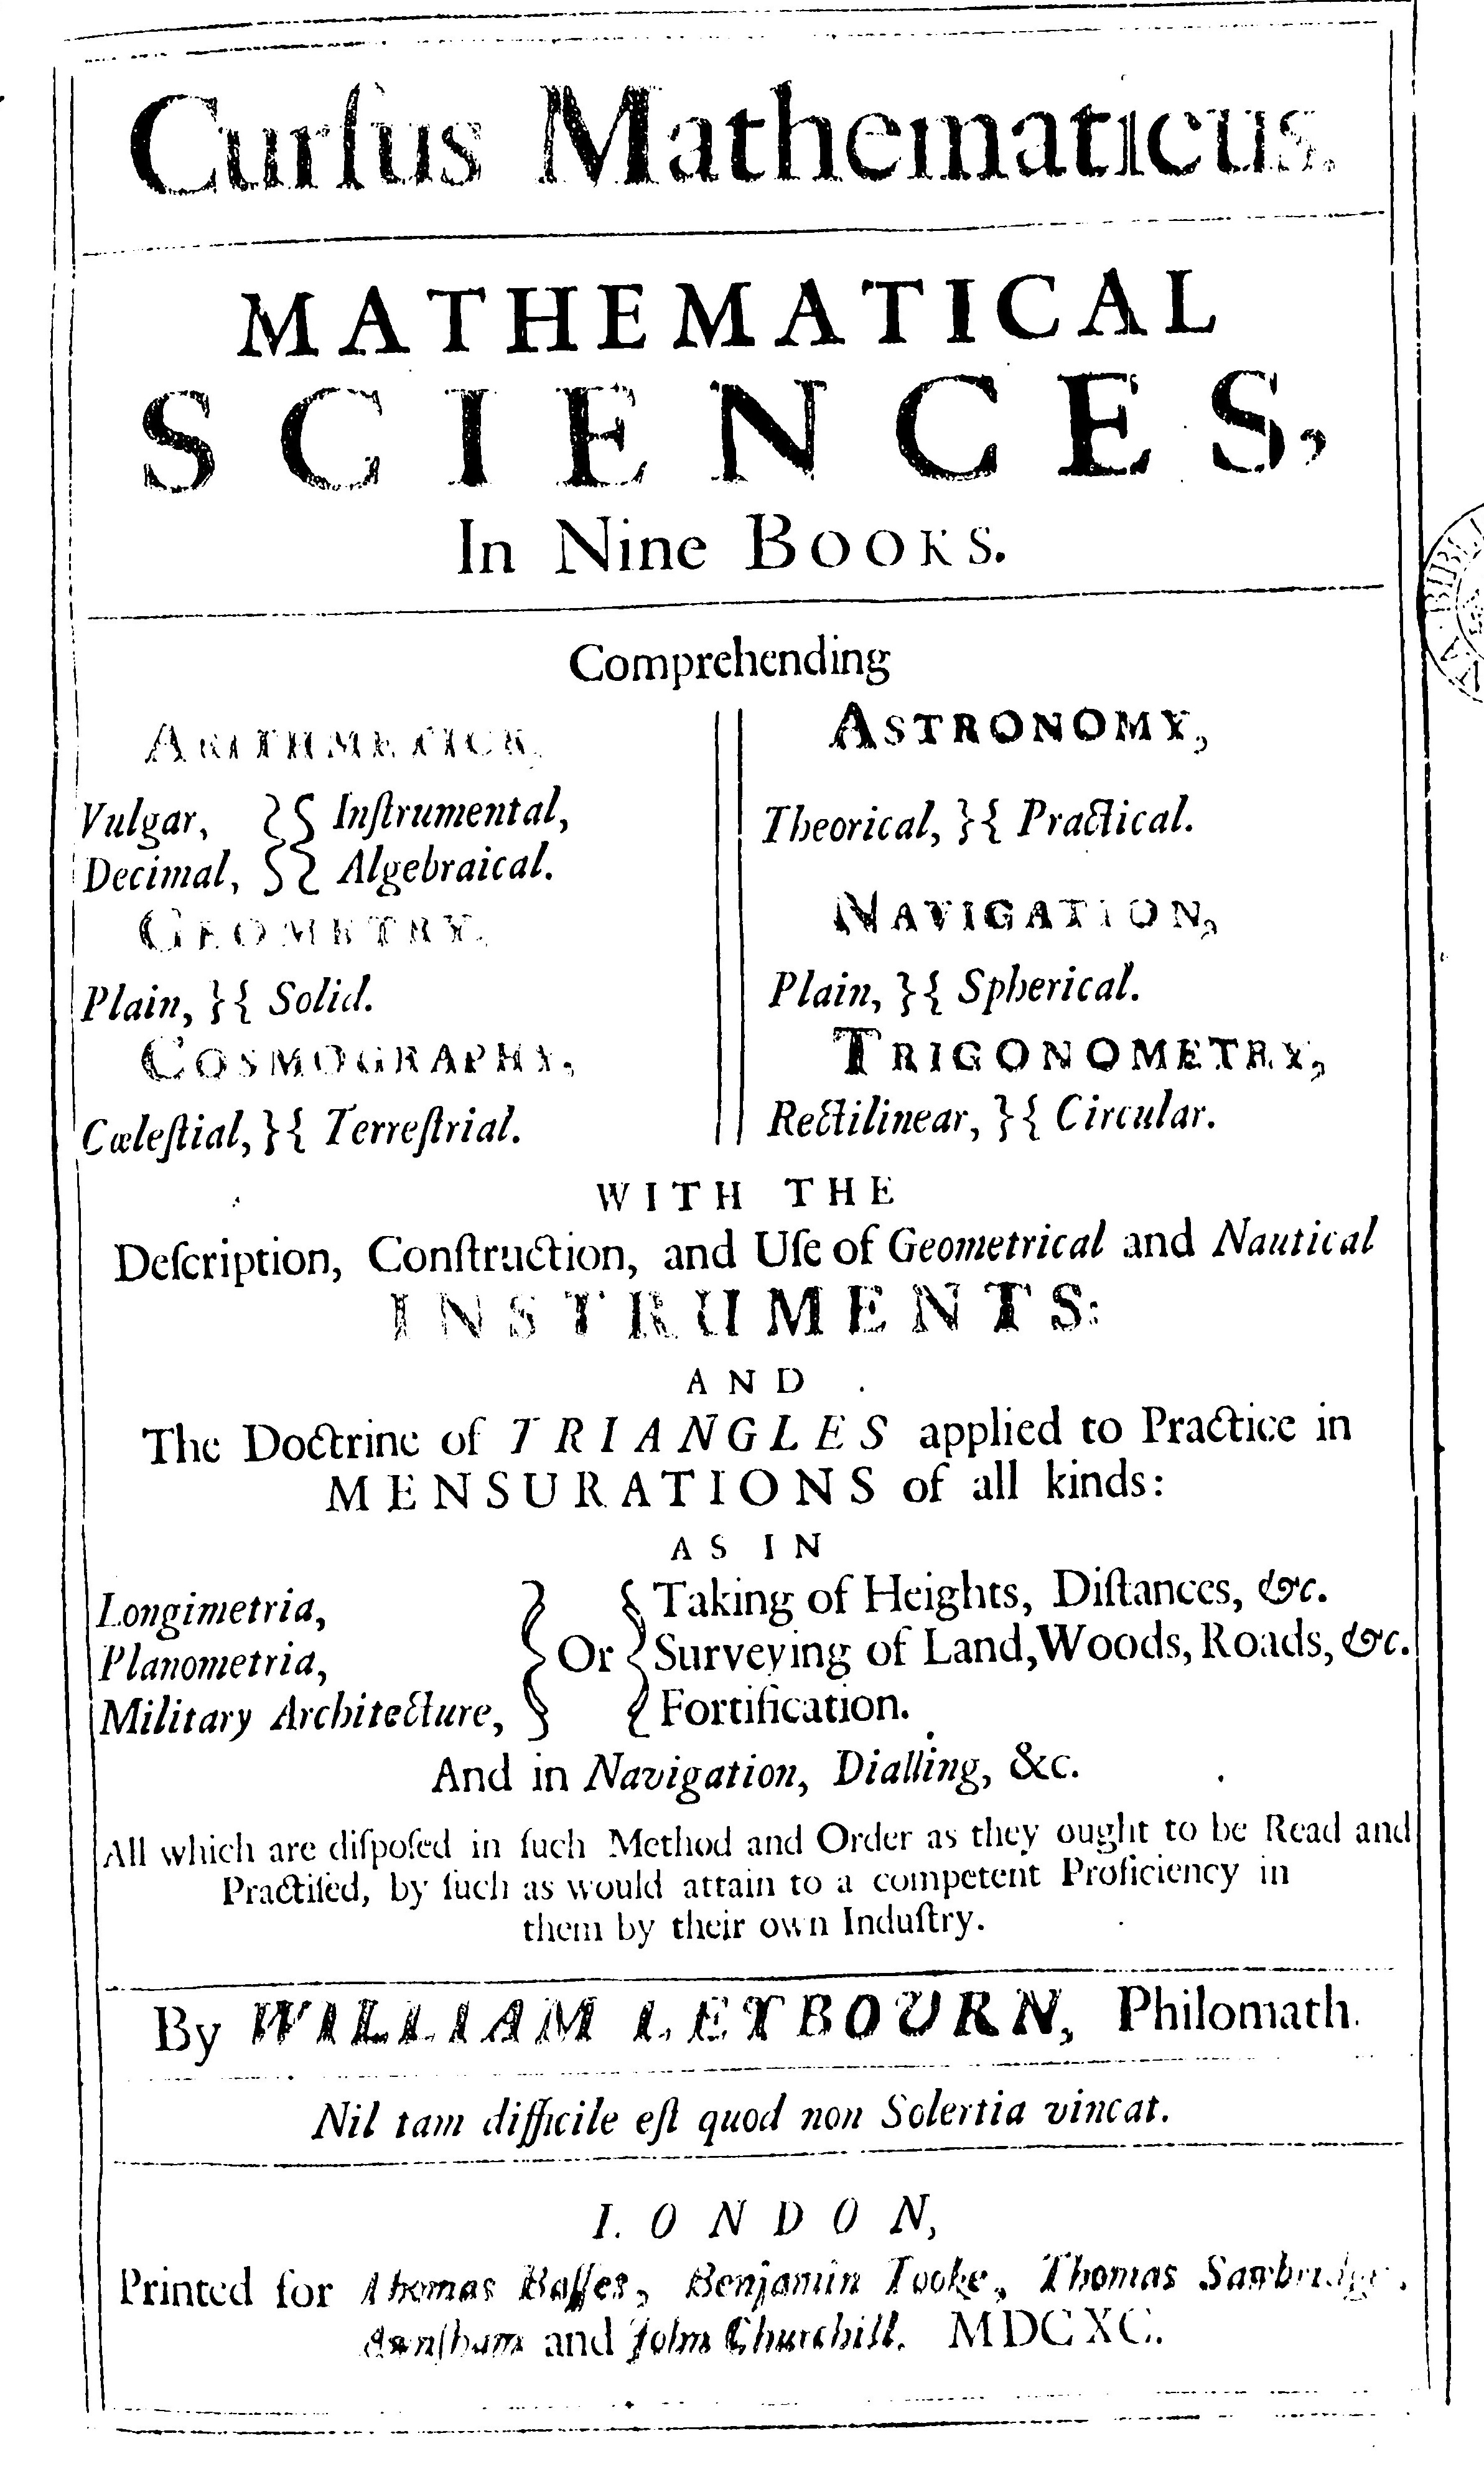 Curſus Mathematicus.
MATHEMATICAL
SCIENCES,
In Nine BOOKS.
Comprehending
ARITHMETICK,
Vulgar, }{ Inſtrumental,
Decimal, }{ Algebraical.
GEOMETRY,
Plain, }{ Solid.
COSMOGRAPHY,
Cœleſtial, }{ Terreſtrial.
ASTRONOMY,
Theorical, }{ Practical.
NAVIGATION,
Plain, }{ Spherical.
TRIGONOMETRY,
Rectilinear, }{ Circular.
WITH THE
Deſcription, Conſtruction, and Uſe of Geometrical and Nautical
INSTRUMENTS:
AND
The Doctrine of TRIANGLES applied to Practice in
MENSURATIONS of all kinds:
AS IN
Longimetria, } Or { Taking of Heights, Diſtances, &c.
Planometria, } Or { Surveying of Land, Woods, Roads, &c.
Military Architecture, } Or { Fortification.
And in Navigation, Dialling, &c.
All which are diſpoſed in ſuch Method and Order as they ought to be Read and
Practiſed, by ſuch as would attain to a competent Proficiency in
them by their own Induſtry.
By WILLIAM LEYBOURN, Philomath.
Nil tam difficile eſt quod non Solertia vincat.
LONDON,
Printed for Thomas Baſſet, Benjamin Tooke, Thomas Sawbridge,
and John Churchill. MDCXC.